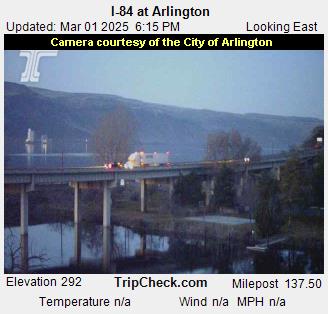 I-84 at Arlington
Updated: Mar 01 2025 6:15 PM Looking East
Camera courtesy of the City of Arlington
Elevation 292 TripCheck.com Milepost 137.50
Temperature n/a Wind n/a MPH n/a